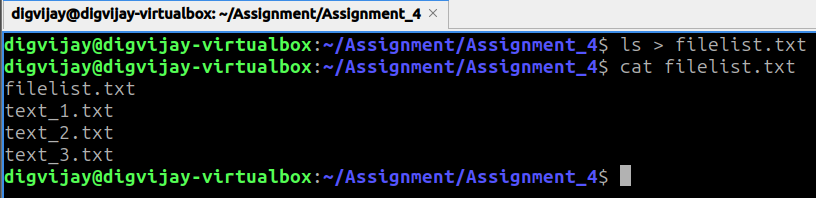 digvijay@digvijay-virtualbox: ~/Assignment/Assignment_4 ×
digvijay@digvijay-virtualbox:~/Assignment/Assignment_4$ ls > filelist.txt
digvijay@digvijay-virtualbox:~/Assignment/Assignment_4$ cat filelist.txt
filelist.txt
text_1.txt
text_2.txt
text_3.txt
digvijay@digvijay-virtualbox:~/Assignment/Assignment_4$